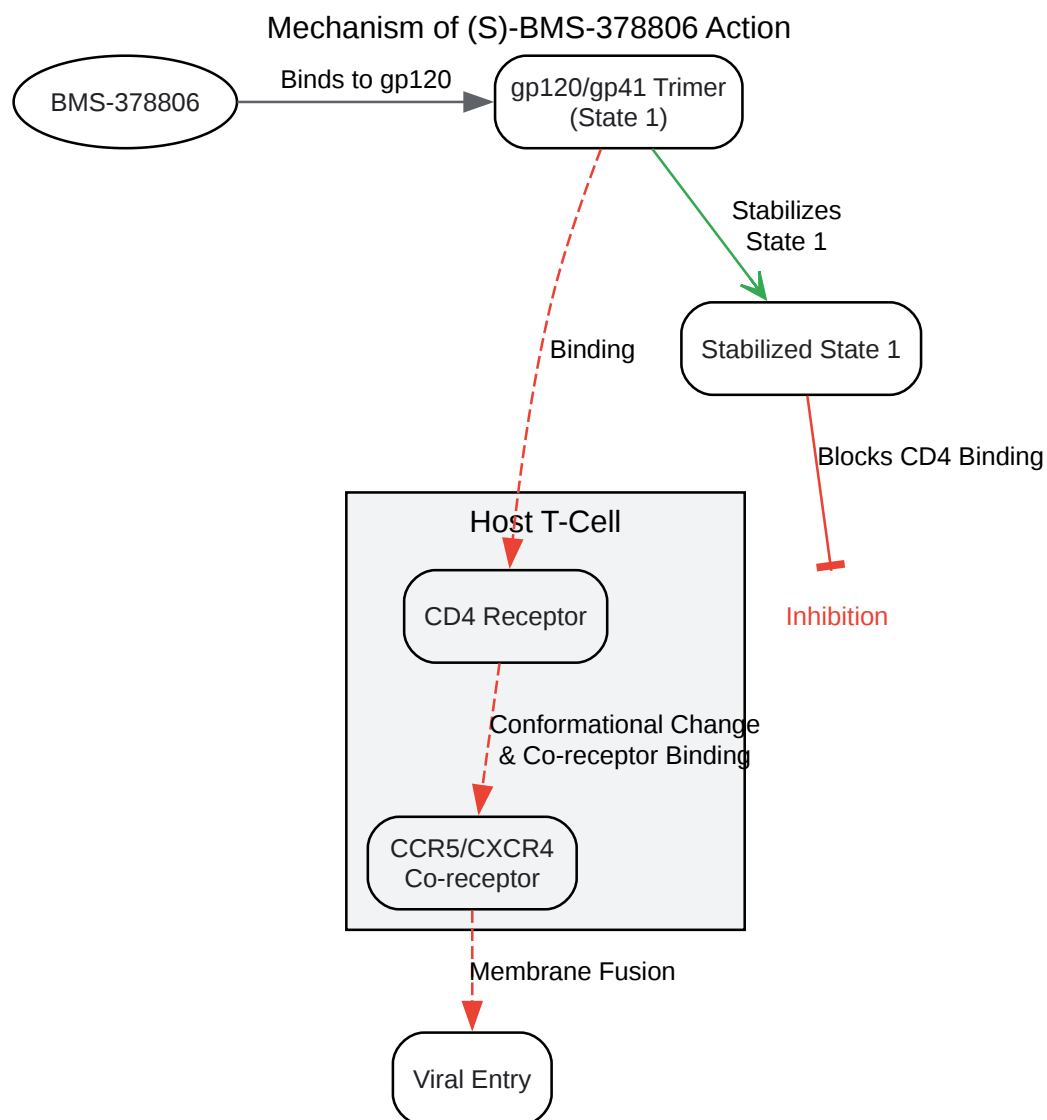 Mechanism of (S)-BMS-378806 Action
BMS-378806
Binds to gp120
gp120/gp41 Trimer
(State 1)
Stabilizes
State 1
Binding
Stabilized State 1
Blocks CD4 Binding
Host T-Cell
CD4 Receptor
Inhibition
Conformational Change
& Co-receptor Binding
CCR5/CXCR4
Co-receptor
Membrane Fusion
Viral Entry